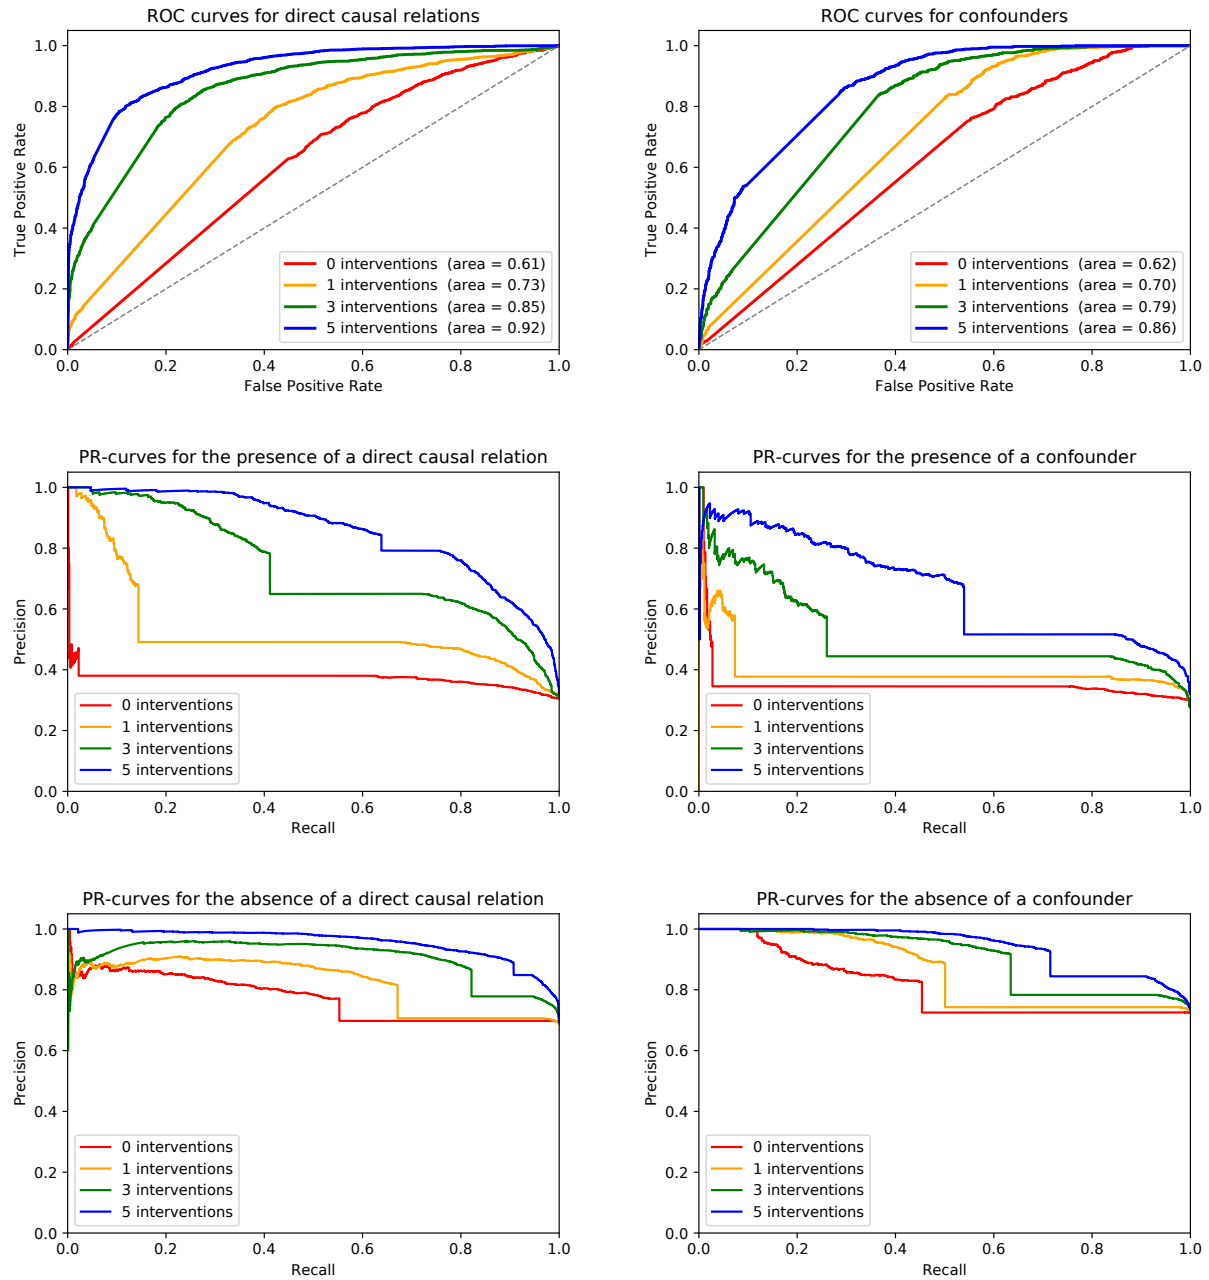 ROC curves for direct causal relations
True Positive Rate
1.0
0.8
0.6
0.4
0.2
0.0
0 interventions (area = 0.61)
1 interventions (area = 0.73)
3 interventions (area = 0.85)
5 interventions (area = 0.92)
0.0 0.2 0.4 0.6 0.8 1.0
False Positive Rate
ROC curves for confounders
True Positive Rate
1.0
0.8
0.6
0.4
0.2
0.0
0 interventions (area = 0.62)
1 interventions (area = 0.70)
3 interventions (area = 0.79)
5 interventions (area = 0.86)
0.0 0.2 0.4 0.6 0.8 1.0
False Positive Rate
PR-curves for the presence of a direct causal relation
Precision
1.0
0.8
0.6
0.4
0.2
0.0
0 interventions
1 interventions
3 interventions
5 interventions
0.0 0.2 0.4 0.6 0.8 1.0
Recall
PR-curves for the presence of a confounder
Precision
1.0
0.8
0.6
0.4
0.2
0.0
0 interventions
1 interventions
3 interventions
5 interventions
0.0 0.2 0.4 0.6 0.8 1.0
Recall
PR-curves for the absence of a direct causal relation
Precision
1.0
0.8
0.6
0.4
0.2
0.0
0 interventions
1 interventions
3 interventions
5 interventions
0.0 0.2 0.4 0.6 0.8 1.0
Recall
PR-curves for the absence of a confounder
Precision
1.0
0.8
0.6
0.4
0.2
0.0
0 interventions
1 interventions
3 interventions
5 interventions
0.0 0.2 0.4 0.6 0.8 1.0
Recall